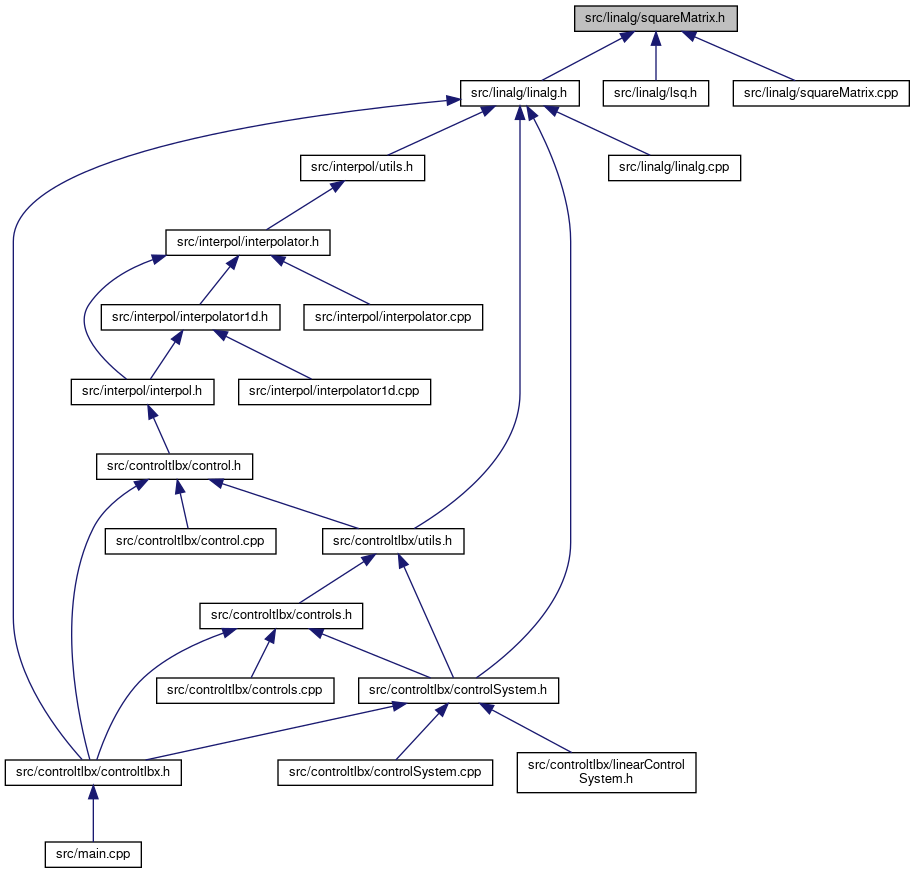 src/linalg/squareMatrix.h
src/linalg/linalg.h
src/linalg/lsq.h
src/linalg/squareMatrix.cpp
src/interpol/utils.h
src/linalg/linalg.cpp
src/interpol/interpolator.h
src/interpol/interpolator1d.h
src/interpol/interpolator.cpp
src/interpol/interpol.h
src/interpol/interpolator1d.cpp
src/controltlbx/control.h
src/controltlbx/control.cpp
src/controltlbx/utils.h
src/controltlbx/controls.h
src/controltlbx/controls.cpp
src/controltlbx/controlSystem.h
src/controltlbx/controltlbx.h
src/controltlbx/controlSystem.cpp
src/controltlbx/linearControl
System.h
src/main.cpp